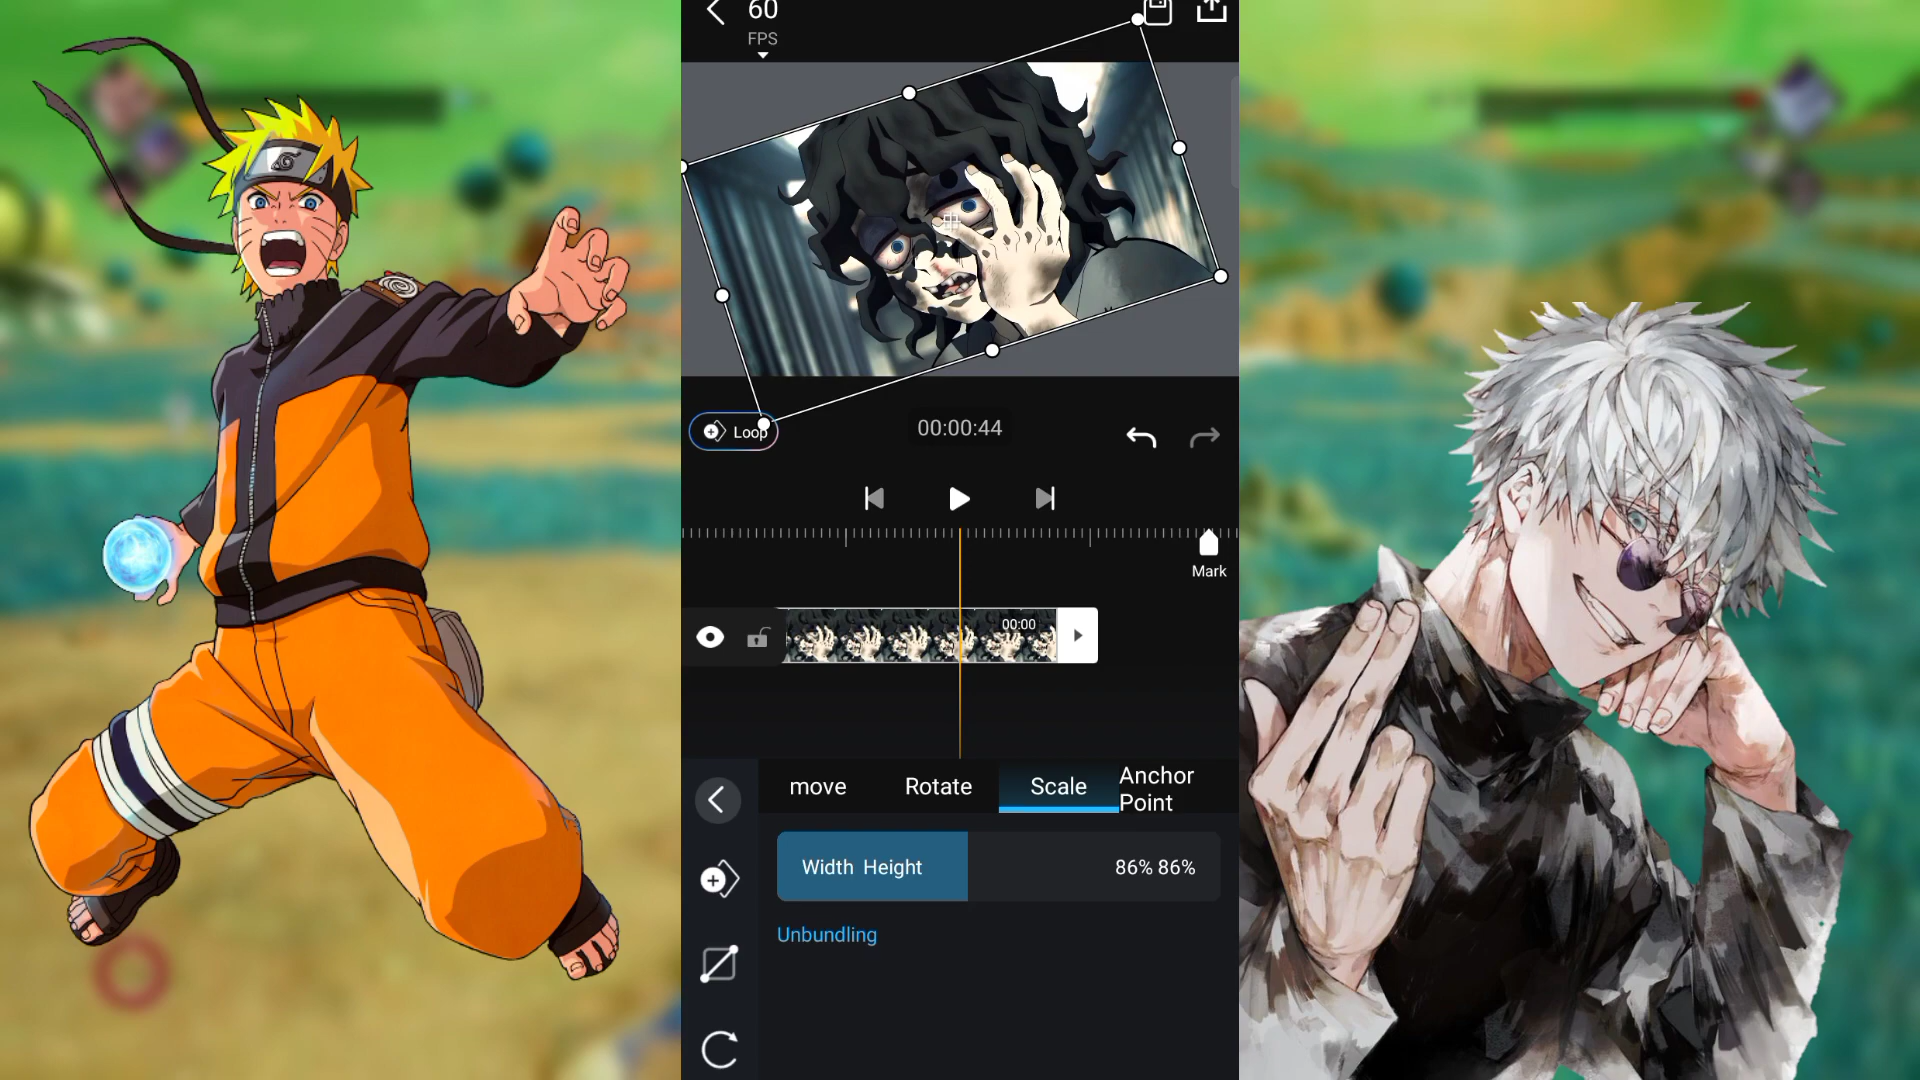 60
FPS
Loop
00:00:44
Mark
00:00
move
Rotate
Scale
Anchor
Point
Width Height
86% 86%
Unbundling